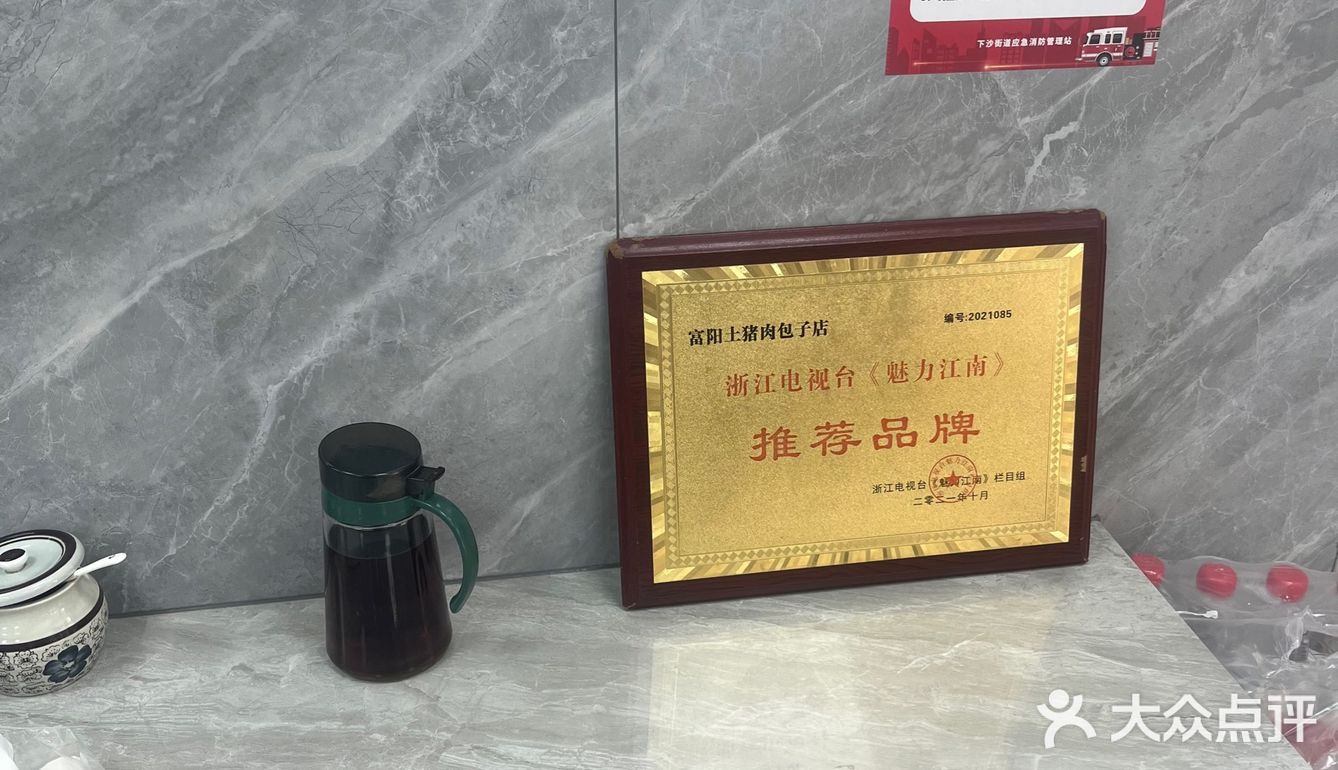 下沙街道应急消防管理站
富阳土猪肉包子店
编号:2021085
浙江电视台《魅力江南》
推荐品牌
浙江电视台《魅力江南》栏目组
二零二一年十月
大众点评